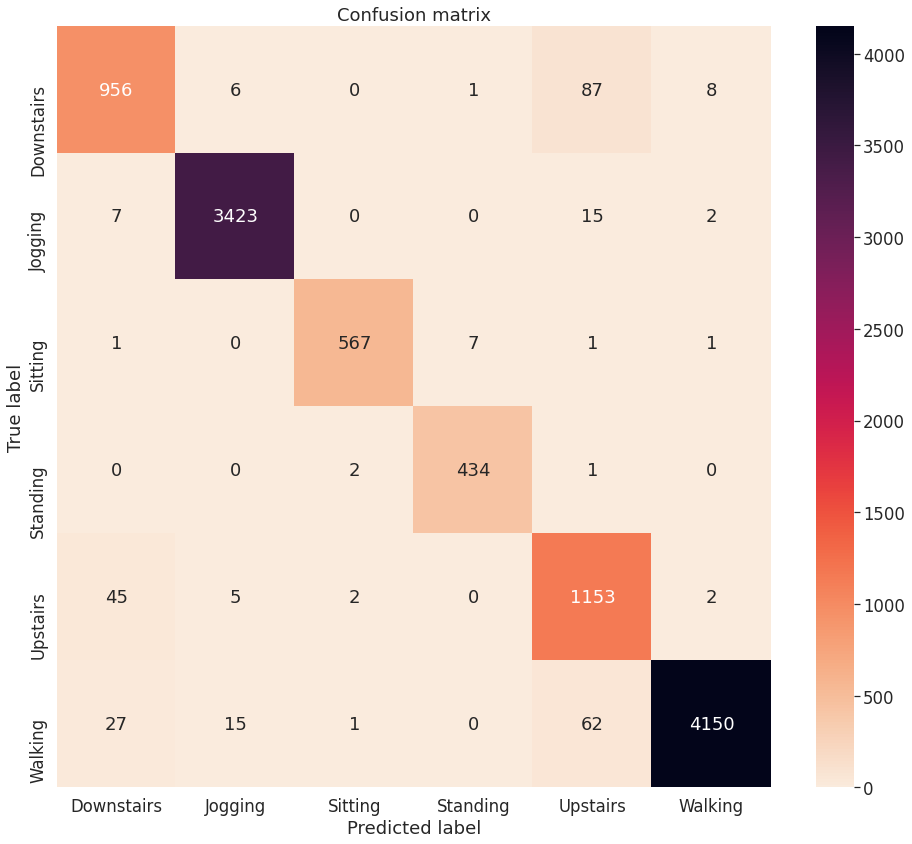 Confusion matrix
Downstairs 956 6 0 1 87 8
Jogging 7 3423 0 0 15 2
Sitting 1 0 567 7 1 1
Standing 0 0 2 434 1 0
Upstairs 45 5 2 0 1153 2
Walking 27 15 1 0 62 4150
Downstairs Jogging Sitting Standing Upstairs Walking
Predicted label
True label
4000
3500
3000
2500
2000
1500
1000
500
0